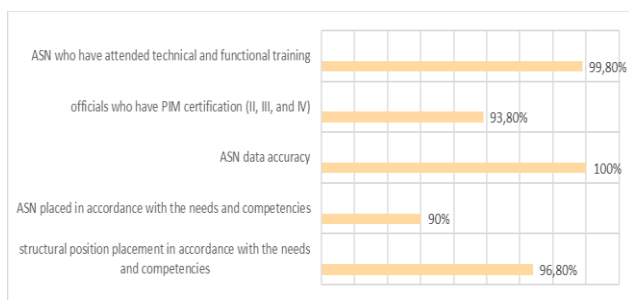 ASN who have attended technical and functional training
99,80%
officials who have PIM certification (II, III, and IV)
93,80%
ASN data accuracy
100%
ASN placed in accordance with the needs and competencies
90%
structural position placement in accordance with the needs
and competencies
96,80%